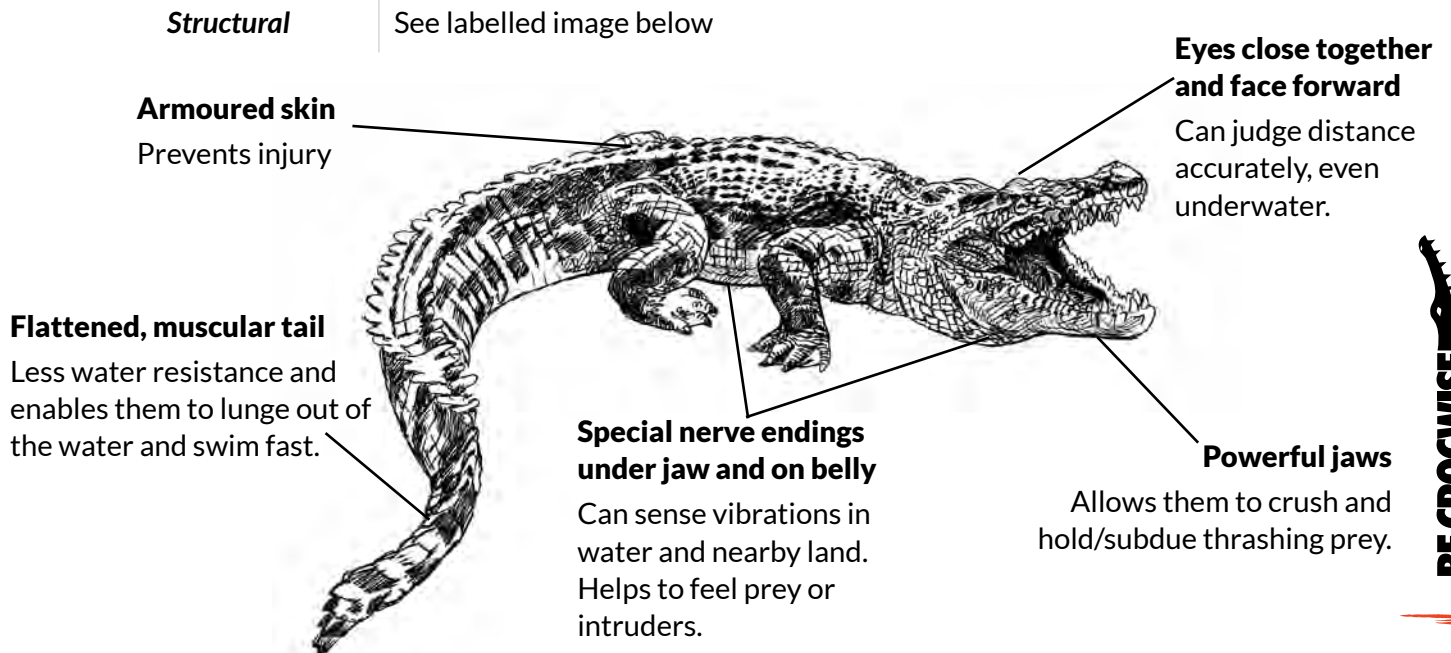 Structural
See labelled image below
Eyes close together
and face forward
Can judge distance
accurately, even
underwater.
Armoured skin
Prevents injury
Flattened, muscular tail
Less water resistance and
enables them to lunge out of
the water and swim fast.
Special nerve endings
under jaw and on belly
Can sense vibrations in
water and nearby land.
Helps to feel prey or
intruders.
Powerful jaws
Allows them to crush and
hold/subdue thrashing prey.
BE CROCWISE